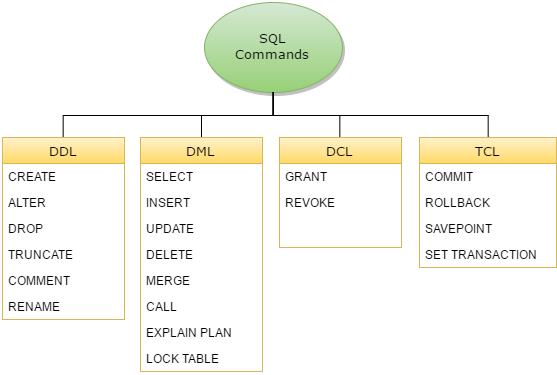 SQL
Commands
DDL
CREATE
ALTER
DROP
TRUNCATE
COMMENT
RENAME
DML
SELECT
INSERT
UPDATE
DELETE
MERGE
CALL
EXPLAIN PLAN
LOCK TABLE
DCL
GRANT
REVOKE
TCL
COMMIT
ROLLBACK
SAVEPOINT
SET TRANSACTION